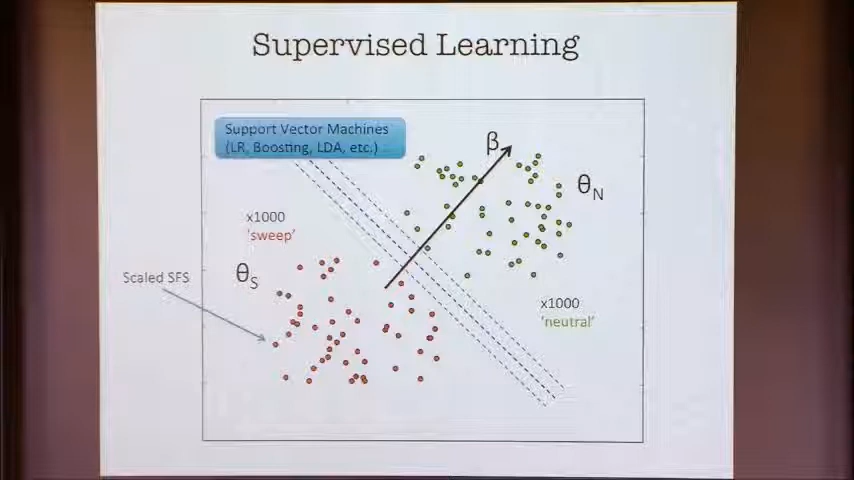 Supervised Learning
Support Vector Machines
(LR, Boosting, LDA, etc.)
β
θN
x1000
'sweep'
θS
Scaled SFS
x1000
'neutral'